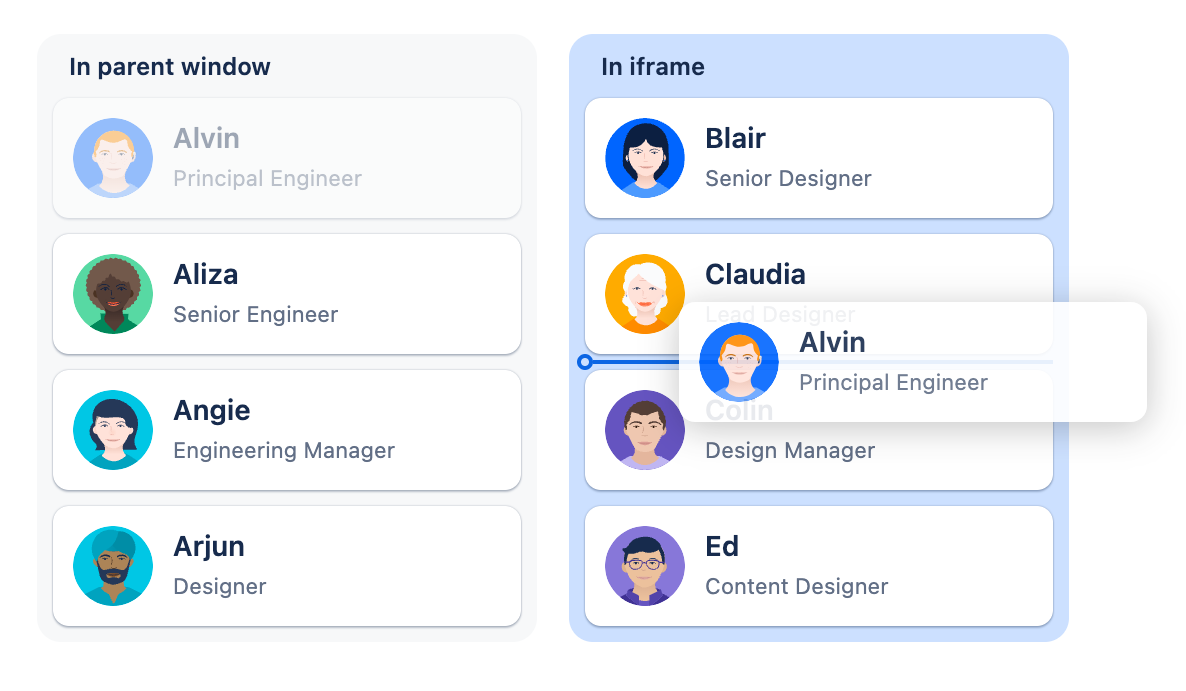 In parent window
Alvin
Principal Engineer
Aliza
Senior Engineer
Angie
Engineering Manager
Arjun
Designer
In iframe
Blair
Senior Designer
Claudia
Lead Designer
Alvin
Principal Engineer
Colin
Design Manager
Ed
Content Designer